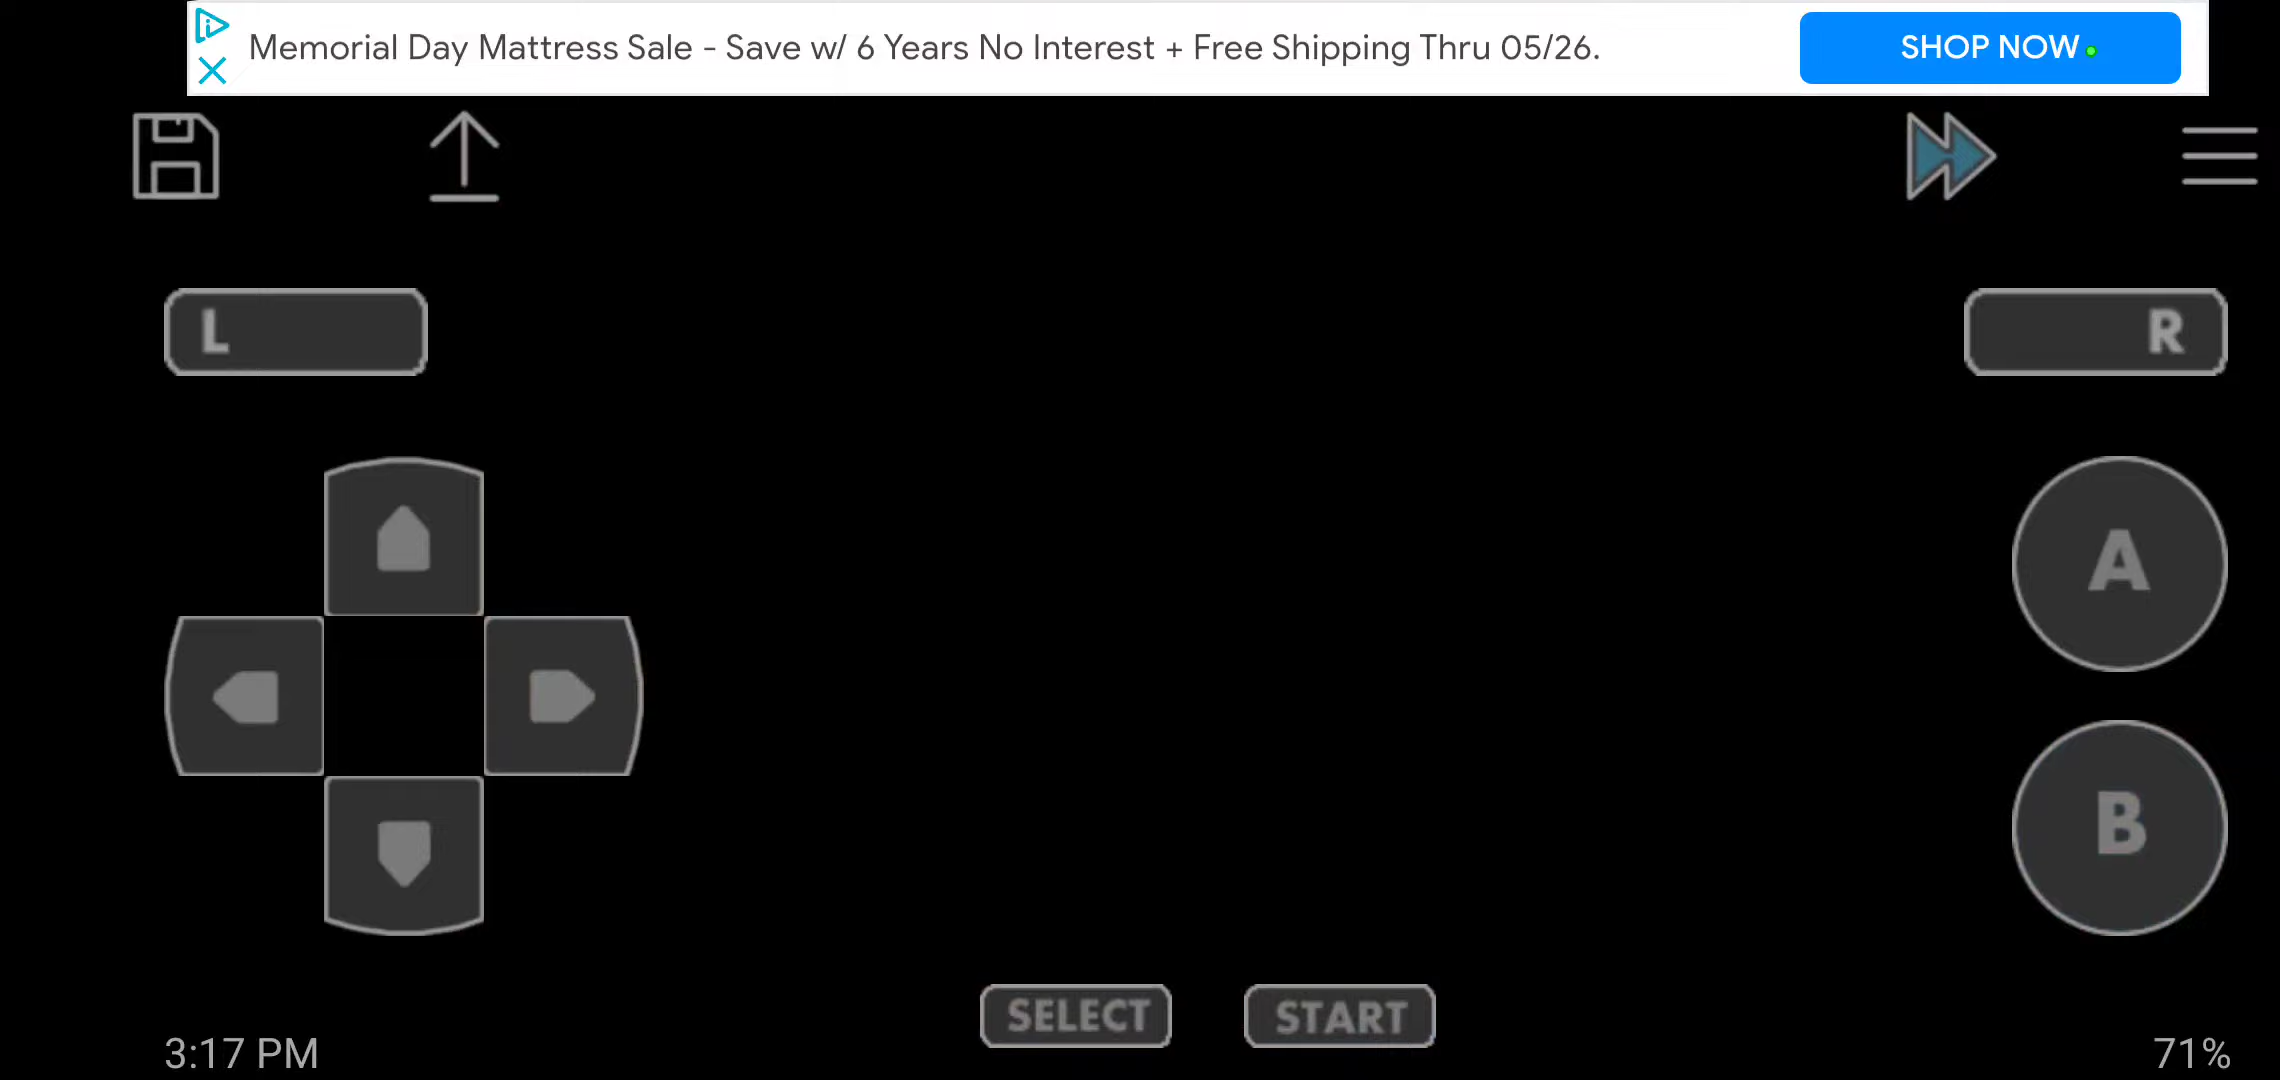 Memorial Day Mattress Sale - Save w/ 6 Years No Interest + Free Shipping Thru 05/26.
SHOP NOW
L
R
A
B
SELECT
START
3:17 PM
71%